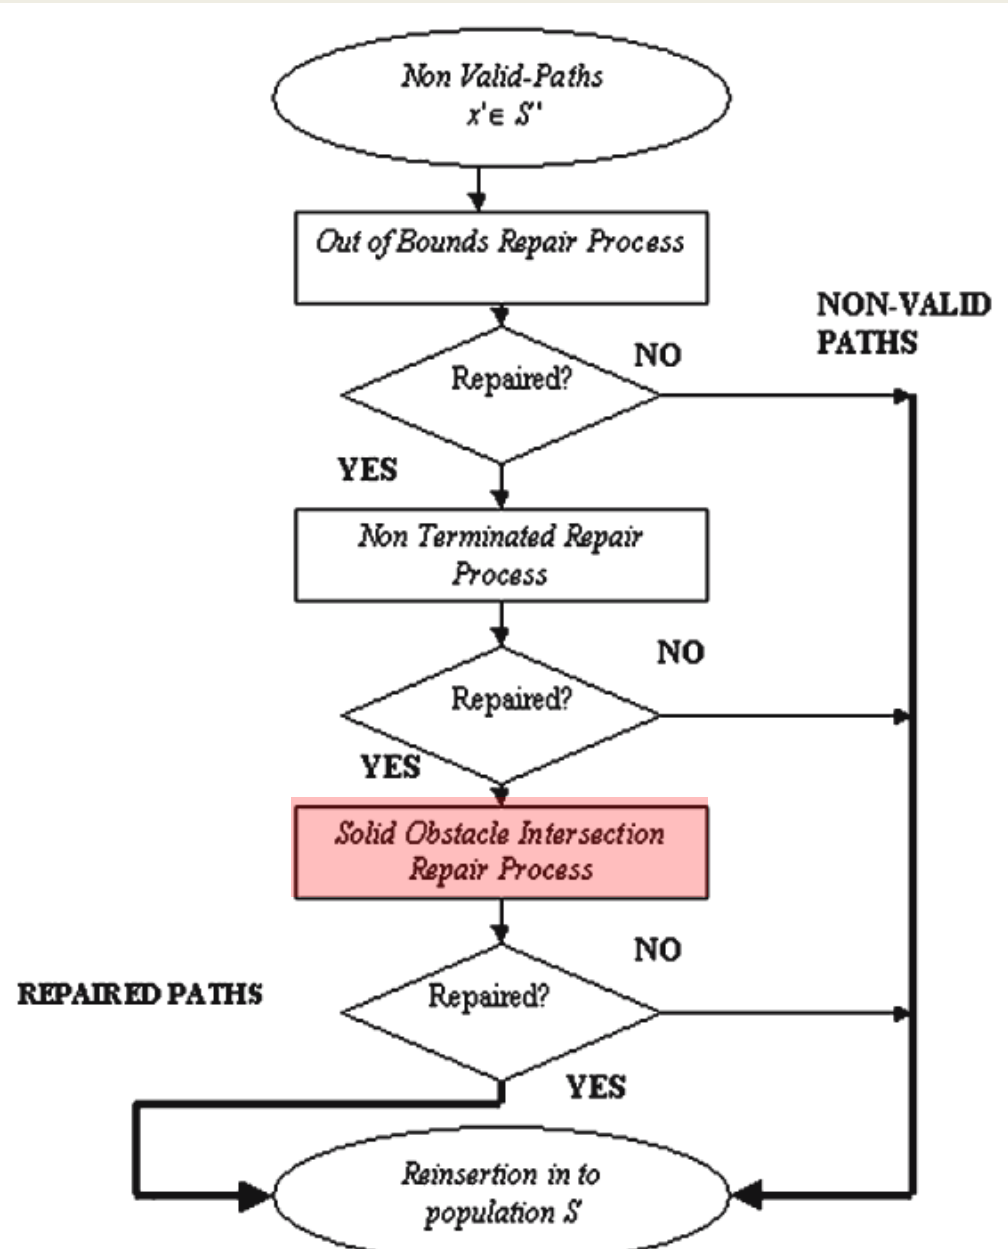 Non Valid-Paths
x'∈ S''
Out of Bounds Repair Process
NON-VALID
PATHS
NO
Repaired?
YES
Non Terminated Repair
Process
NO
Repaired?
YES
Solid Obstacle Intersection
Repair Process
NO
Repaired?
REPAIRED PATHS
YES
Reinsertion in to
population S